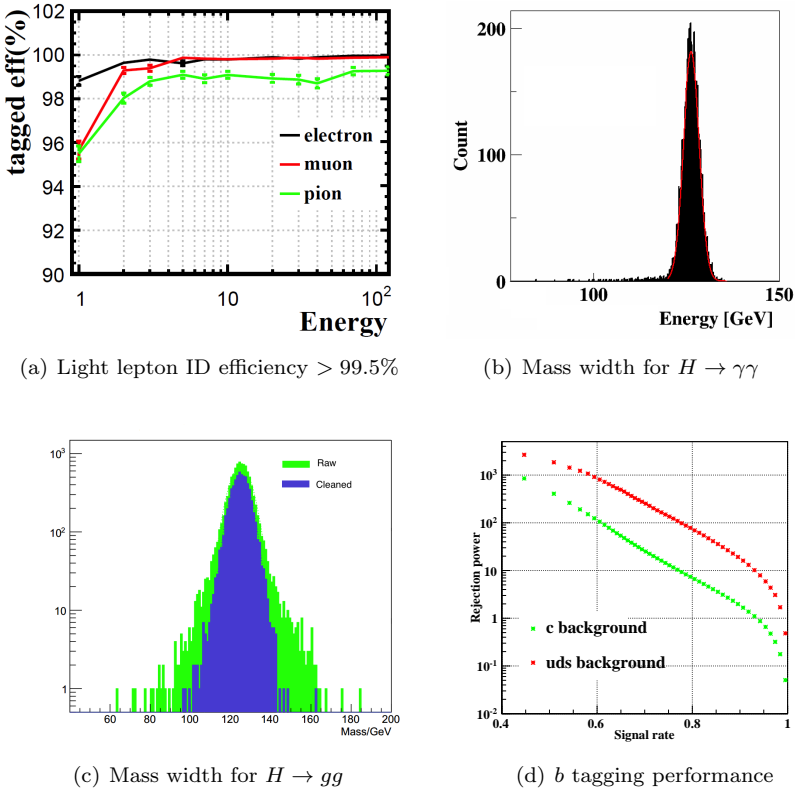 tagged eff(%)
102
100
98
96
94
92
90
electron
muon
pion
1
10
10²
Energy
(a) Light lepton ID efficiency > 99.5%
Count
200
100
0
100
150
Energy [GeV]
(b) Mass width for H → γγ
10³
10²
10
1
Raw
Cleaned
60
80
100
120
140
160
180
200
Mass/GeV
(c) Mass width for H → gg
Rejection power
10³
10²
10
1
10⁻¹
10⁻²
c background
uds background
0.4
0.6
0.8
1
Signal rate
(d) b tagging performance